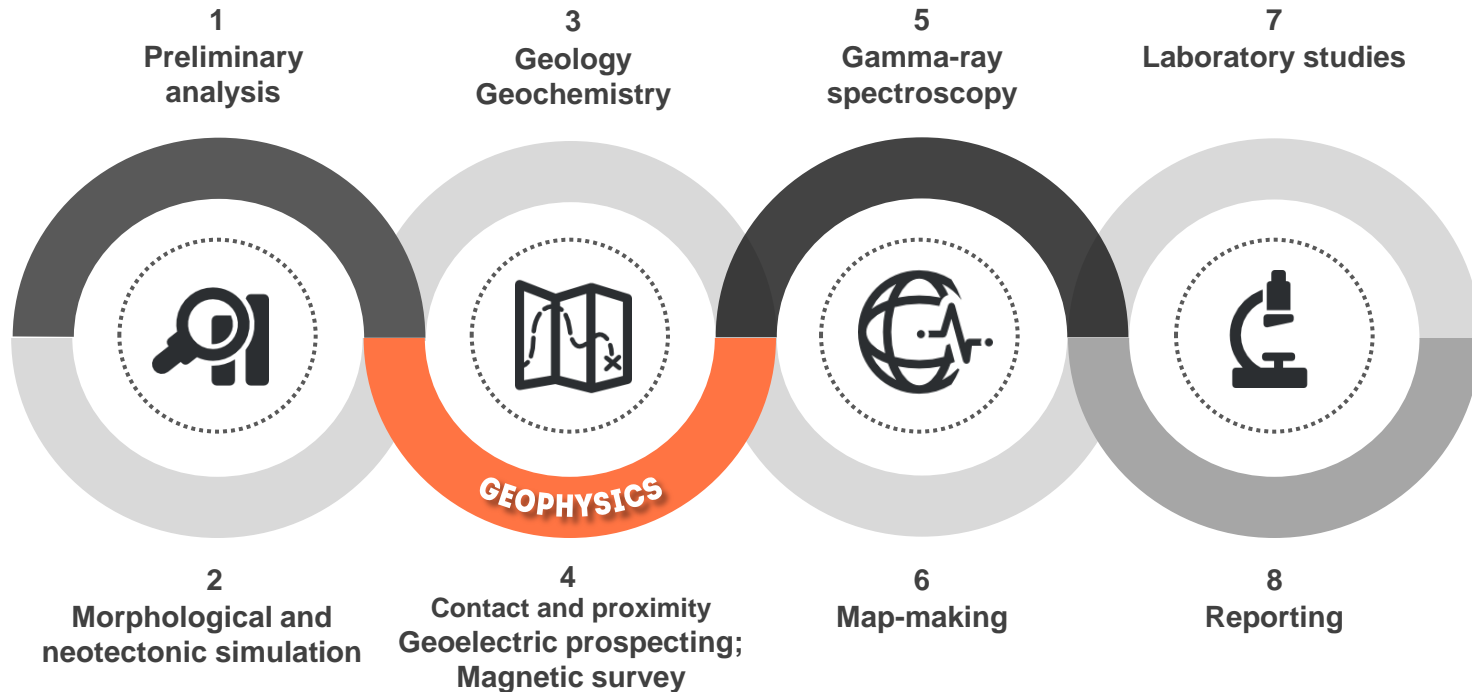 1
Preliminary
analysis
3
Geology
Geochemistry
5
Gamma-ray
spectroscopy
7
Laboratory studies
GEOPHYSICS
2
Morphological and
neotectonic simulation
4
Contact and proximity
Geoelectric prospecting;
Magnetic survey
6
Map-making
8
Reporting